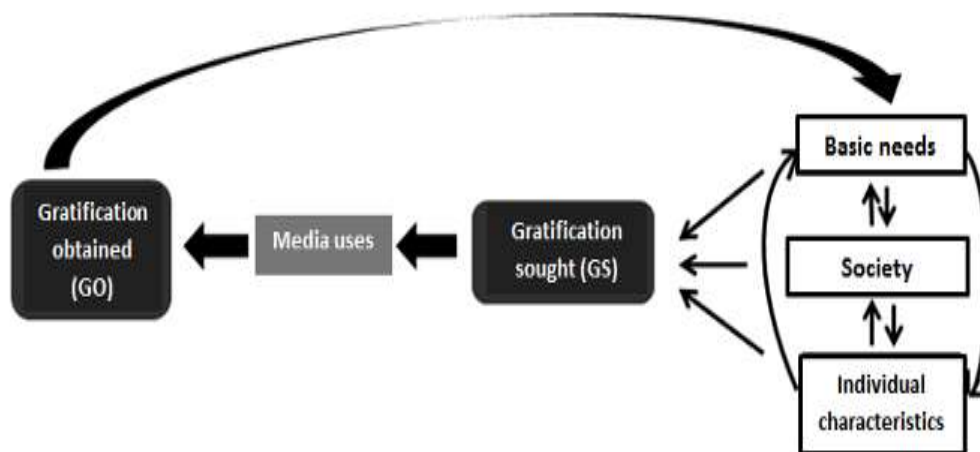 Basic needs
Gratification
obtained
(GO)
Media uses
Gratification
sought (GS)
Society
Individual
characteristics